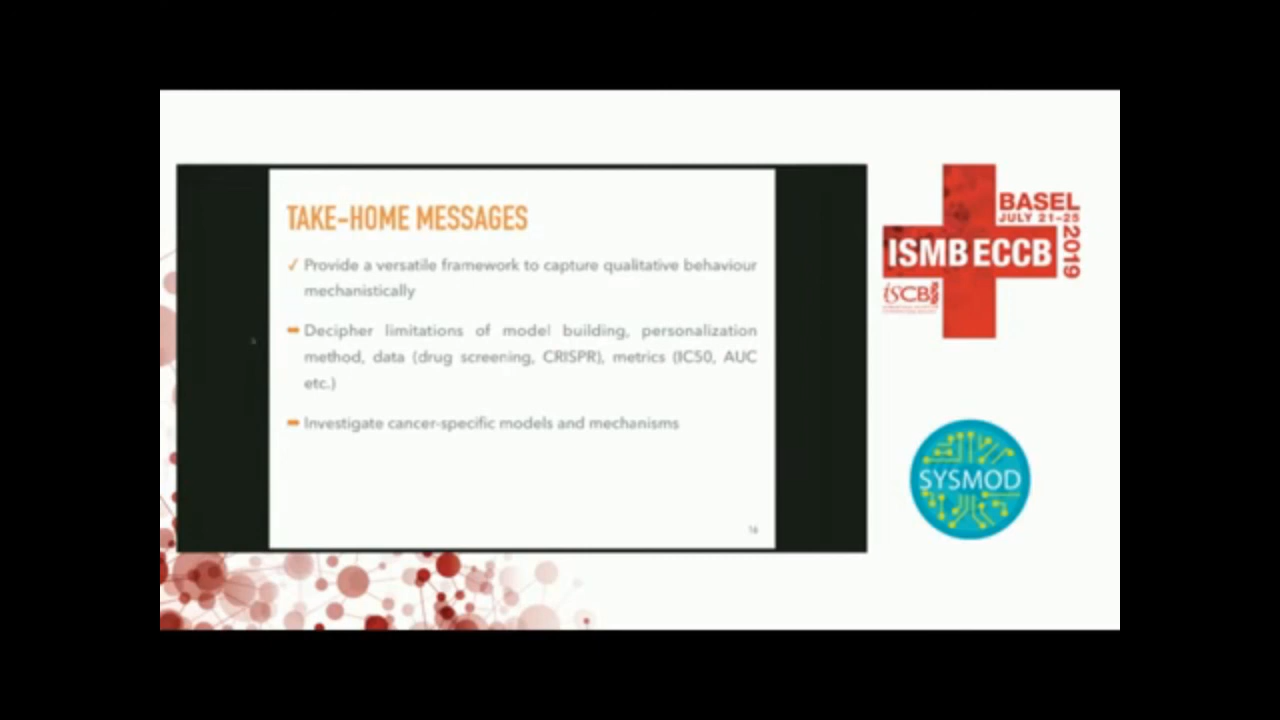 TAKE-HOME MESSAGES
✓ Provide a versatile framework to capture qualitative behaviour
mechanistically
➡ Decipher limitations of model building, personalization
method, data (drug screening, CRISPR), metrics (IC50, AUC
etc.)
➡ Investigate cancer-specific models and mechanisms
16
BASEL
JULY 21-25
2019
ISMB ECCB
ISCB
SYSMOD